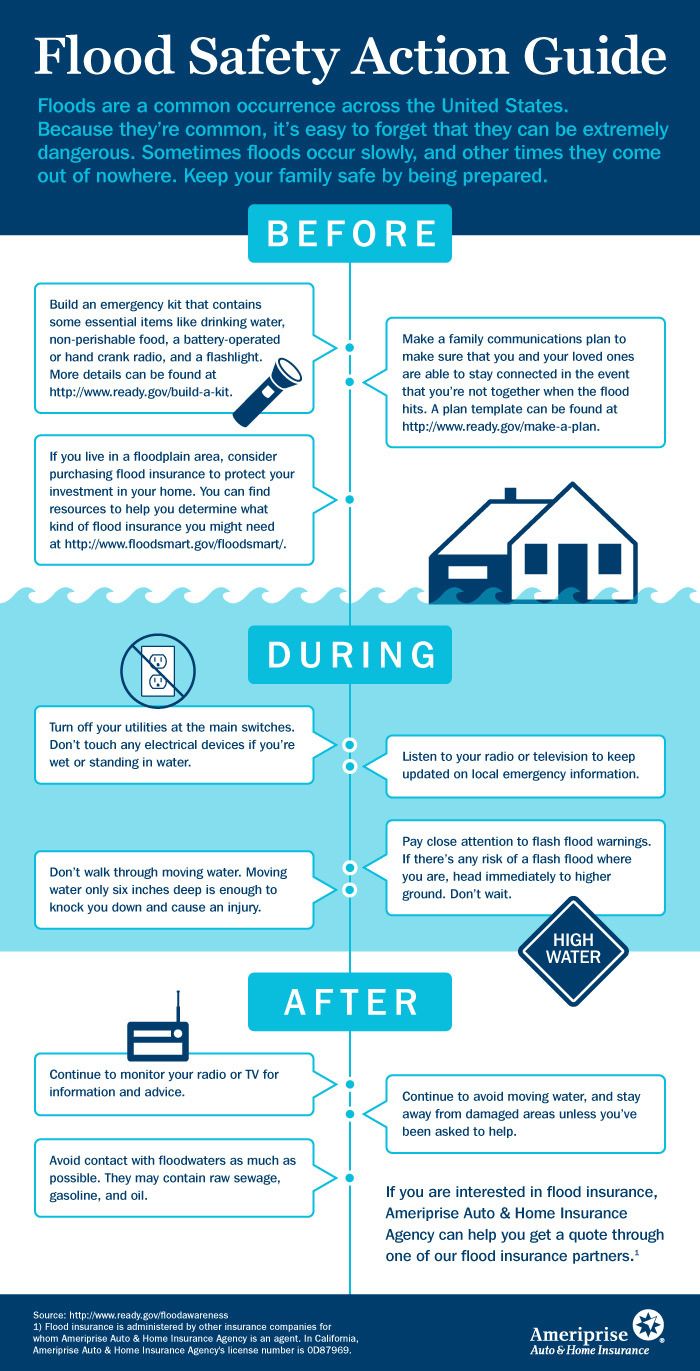 Flood Safety Action Guide
Floods are a common occurrence across the United States.
Because they're common, it's easy to forget that they can be extremely
dangerous. Sometimes floods occur slowly, and other times they come
out of nowhere. Keep your family safe by being prepared.
BEFORE
Build an emergency kit that contains
some essential items like drinking water,
non-perishable food, a battery-operated
or hand crank radio, and a flashlight.
More details can be found at
http://www.ready.gov/build-a-kit.
Make a family communications plan to
make sure that you and your loved ones
are able to stay connected in the event
that you're not together when the flood
hits. A plan template can be found at
http://www.ready.gov/make-a-plan.
If you live in a floodplain area, consider
purchasing flood insurance to protect your
investment in your home. You can find
resources to help you determine what
kind of flood insurance you might need
at http://www.floodsmart.gov/floodsmart/.
DURING
Turn off your utilities at the main switches.
Don't touch any electrical devices if you're
wet or standing in water.
Listen to your radio or television to keep
updated on local emergency information.
Pay close attention to flash flood warnings.
If there's any risk of a flash flood where
you are, head immediately to higher
ground. Don't wait.
Don't walk through moving water. Moving
water only six inches deep is enough to
knock you down and cause an injury.
HIGH
WATER
AFTER
Continue to monitor your radio or TV for
information and advice.
Continue to avoid moving water, and stay
away from damaged areas unless you've
been asked to help.
Avoid contact with floodwaters as much as
possible. They may contain raw sewage,
gasoline, and oil.
If you are interested in flood insurance,
Ameriprise Auto & Home Insurance
Agency can help you get a quote through
one of our flood insurance partners.¹
Source: http://www.ready.gov/floodawareness
1) Flood insurance is administered by other insurance companies for
whom Ameriprise Auto & Home Insurance Agency is an agent. In California,
Ameriprise Auto & Home Insurance Agency's license number is 0D87969.
Ameriprise
Auto & Home Insurance